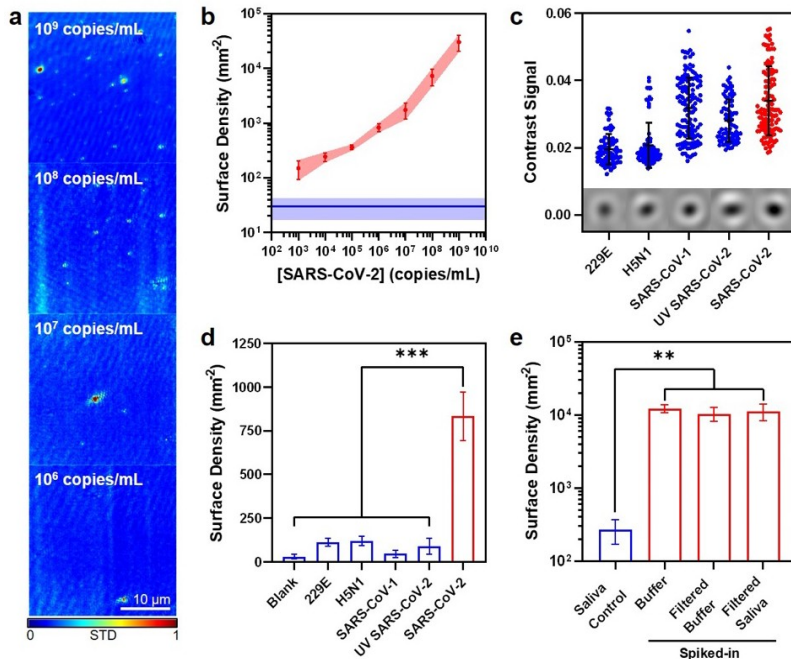 a
10⁹ copies/mL
10⁸ copies/mL
10⁷ copies/mL
10⁶ copies/mL
10 µm
0 STD 1
b
Surface Density (mm⁻²)
10⁵
10⁴
10³
10²
10¹
10² 10³ 10⁴ 10⁵ 10⁶ 10⁷ 10⁸ 10⁹ 10¹⁰
[SARS-CoV-2] (copies/mL)
c
Contrast Signal
0.06
0.04
0.02
0.00
229E
H5N1
SARS-CoV-1
UV SARS-CoV-2
SARS-CoV-2
d
Surface Density (mm⁻²)
1250
1000
750
500
250
0
***
Blank
229E
H5N1
SARS-CoV-1
UV SARS-CoV-2
SARS-CoV-2
e
Surface Density (mm⁻²)
10⁵
10⁴
10³
10²
**
Saliva
Control
Buffer
Filtered
Buffer
Filtered
Saliva
Spiked-in